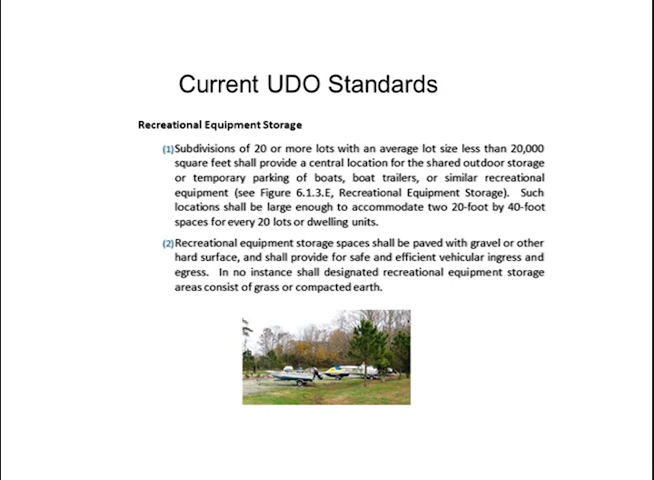 Current UDO Standards
Recreational Equipment Storage
(1)Subdivisions of 20 or more lots with an average lot size less than 20,000
square feet shall provide a central location for the shared outdoor storage
or temporary parking of boats, boat trailers, or similar recreational
equipment (see Figure 6.1.3.E, Recreational Equipment Storage). Such
locations shall be large enough to accommodate two 20-foot by 40-foot
spaces for every 20 lots or dwelling units.
(2)Recreational equipment storage spaces shall be paved with gravel or other
hard surface, and shall provide for safe and efficient vehicular ingress and
egress. In no instance shall designated recreational equipment storage
areas consist of grass or compacted earth.